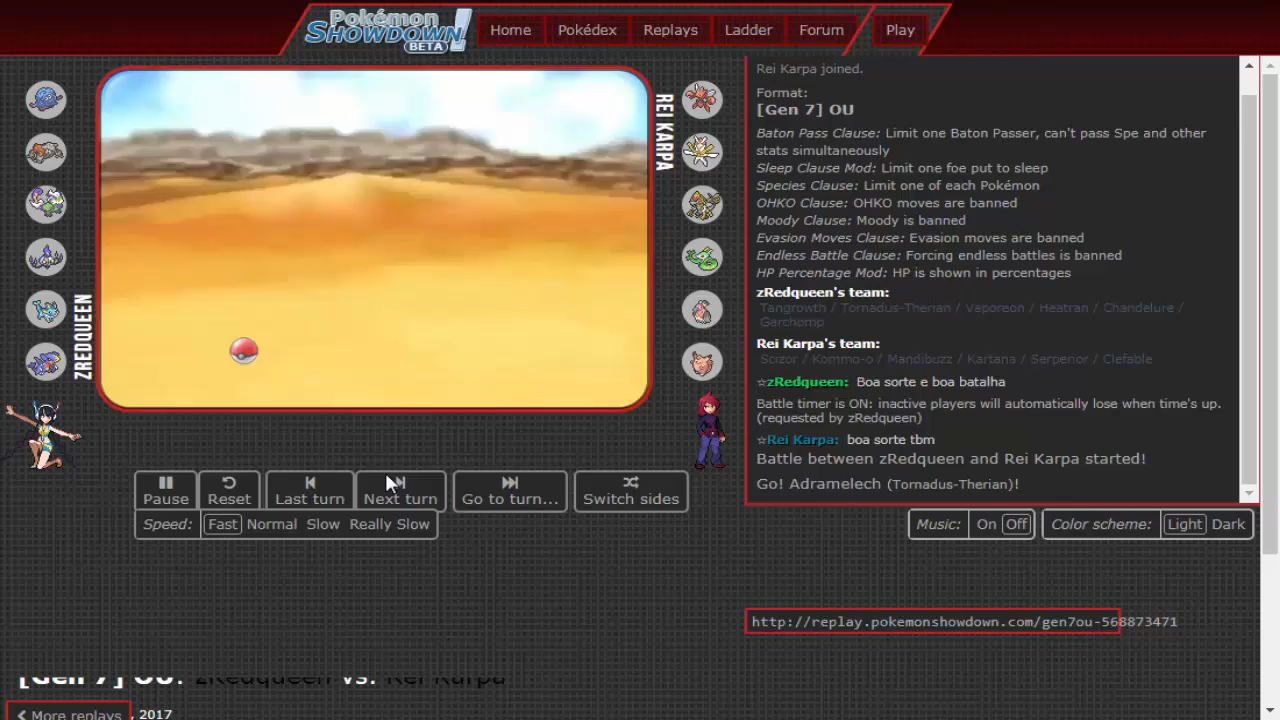 Pokémon
SHOWDOWN!
BETA
Home
Pokédex
Replays
Ladder
Forum
Play
ZREDQUEEN
REI KARPA
Rei Karpa joined.
Format:
[Gen 7] OU
Baton Pass Clause: Limit one Baton Passer, can't pass Spe and other
stats simultaneously
Sleep Clause Mod: Limit one foe put to sleep
Species Clause: Limit one of each Pokémon
OHKO Clause: OHKO moves are banned
Moody Clause: Moody is banned
Evasion Moves Clause: Evasion moves are banned
Endless Battle Clause: Forcing endless battles is banned
HP Percentage Mod: HP is shown in percentages
zRedqueen's team:
Tangrowth / Tornadus-Therian / Vaporeon / Heatran / Chandelure /
Garchomp
Rei Karpa's team:
Scizor / Kommo-o / Mandibuzz / Kartana / Serperior / Clefable
☆zRedqueen: Boa sorte e boa batalha
Battle timer is ON: inactive players will automatically lose when time's up.
(requested by zRedqueen)
☆Rei Karpa: boa sorte tbm
Battle between zRedqueen and Rei Karpa started!
Go! Adramelech (Tornadus-Therian)!
Pause
Reset
Last turn
Next turn
Go to turn...
Switch sides
Speed: Fast Normal Slow Really Slow
Music: On Off
Color scheme: Light Dark
http://replay.pokemonshowdown.com/gen7ou-568873471
[Gen 7] OU: zRedqueen vs. Rei Karpa
More replays , 2017